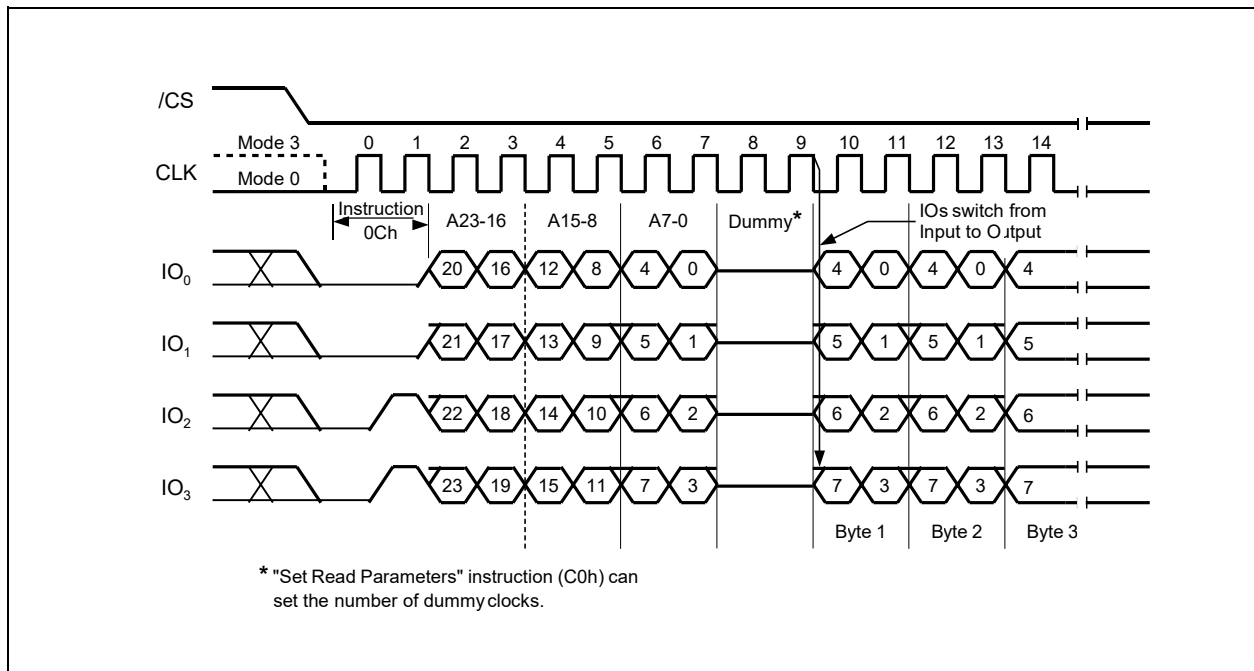 /CS
Mode 3 0 1 2 3 4 5 6 7 8 9 10 11 12 13 14
CLK
Mode 0
Instruction A23-16 A15-8 A7-0 Dummy* IOs switch from
0Ch Input to Output
IO0 20 16 12 8 4 0 4 0 4 0 4
IO1 21 17 13 9 5 1 5 1 5 1 5
IO2 22 18 14 10 6 2 6 2 6 2 6
IO3 23 19 15 11 7 3 7 3 7 3 7
Byte 1 Byte 2 Byte 3
* "Set Read Parameters" instruction (C0h) can
set the number of dummy clocks.